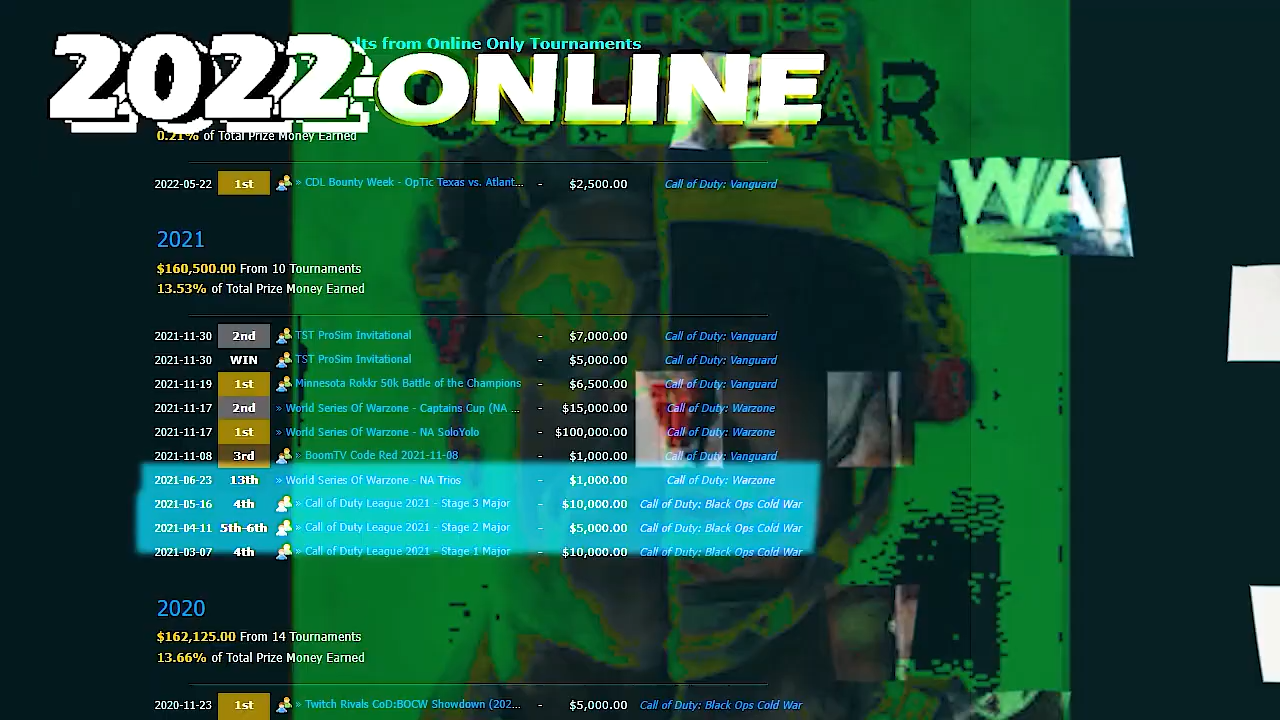 BLACK OPS
lts from Online Only Tournaments
2022 ONLINE
AR
0.21% of Total Prize Money Earned
WA
2022-05-22 1st » CDL Bounty Week - OpTic Texas vs. Atlant... - $2,500.00 Call of Duty: Vanguard
2021
$160,500.00 From 10 Tournaments
13.53% of Total Prize Money Earned
2021-11-30 2nd TST ProSim Invitational - $7,000.00 Call of Duty: Vanguard
2021-11-30 WIN TST ProSim Invitational - $5,000.00 Call of Duty: Vanguard
2021-11-19 1st Minnesota Rokkr 50k Battle of the Champions - $6,500.00 Call of Duty: Vanguard
2021-11-17 2nd » World Series Of Warzone - Captains Cup (NA ... - $15,000.00 Call of Duty: Warzone
2021-11-17 1st » World Series Of Warzone - NA SoloYolo - $100,000.00 Call of Duty: Warzone
2021-11-08 3rd » BoomTV Code Red 2021-11-08 - $1,000.00 Call of Duty: Vanguard
2021-06-23 13th » World Series Of Warzone - NA Trios - $1,000.00 Call of Duty: Warzone
2021-05-16 4th » Call of Duty League 2021 - Stage 3 Major - $10,000.00 Call of Duty: Black Ops Cold War
2021-04-11 5th-6th » Call of Duty League 2021 - Stage 2 Major - $5,000.00 Call of Duty: Black Ops Cold War
2021-03-07 4th » Call of Duty League 2021 - Stage 1 Major - $10,000.00 Call of Duty: Black Ops Cold War
2020
$162,125.00 From 14 Tournaments
13.66% of Total Prize Money Earned
2020-11-23 1st » Twitch Rivals CoD:BOCW Showdown (202... - $5,000.00 Call of Duty: Black Ops Cold War